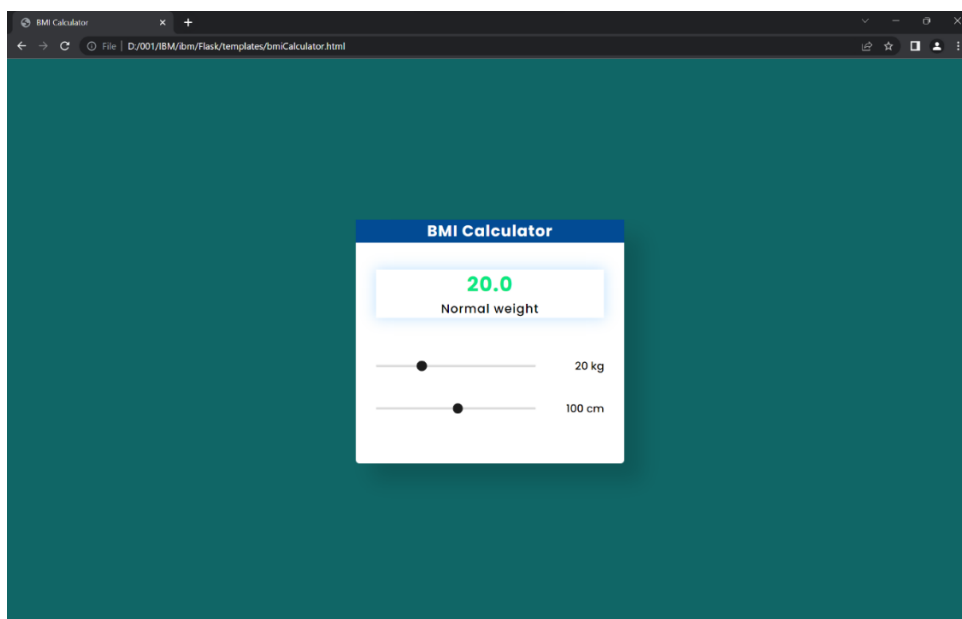 BMI Calculator
File | D:/001/IBM/ibm/Flask/templates/bmiCalculator.html
BMI Calculator
20.0
Normal weight
20 kg
100 cm